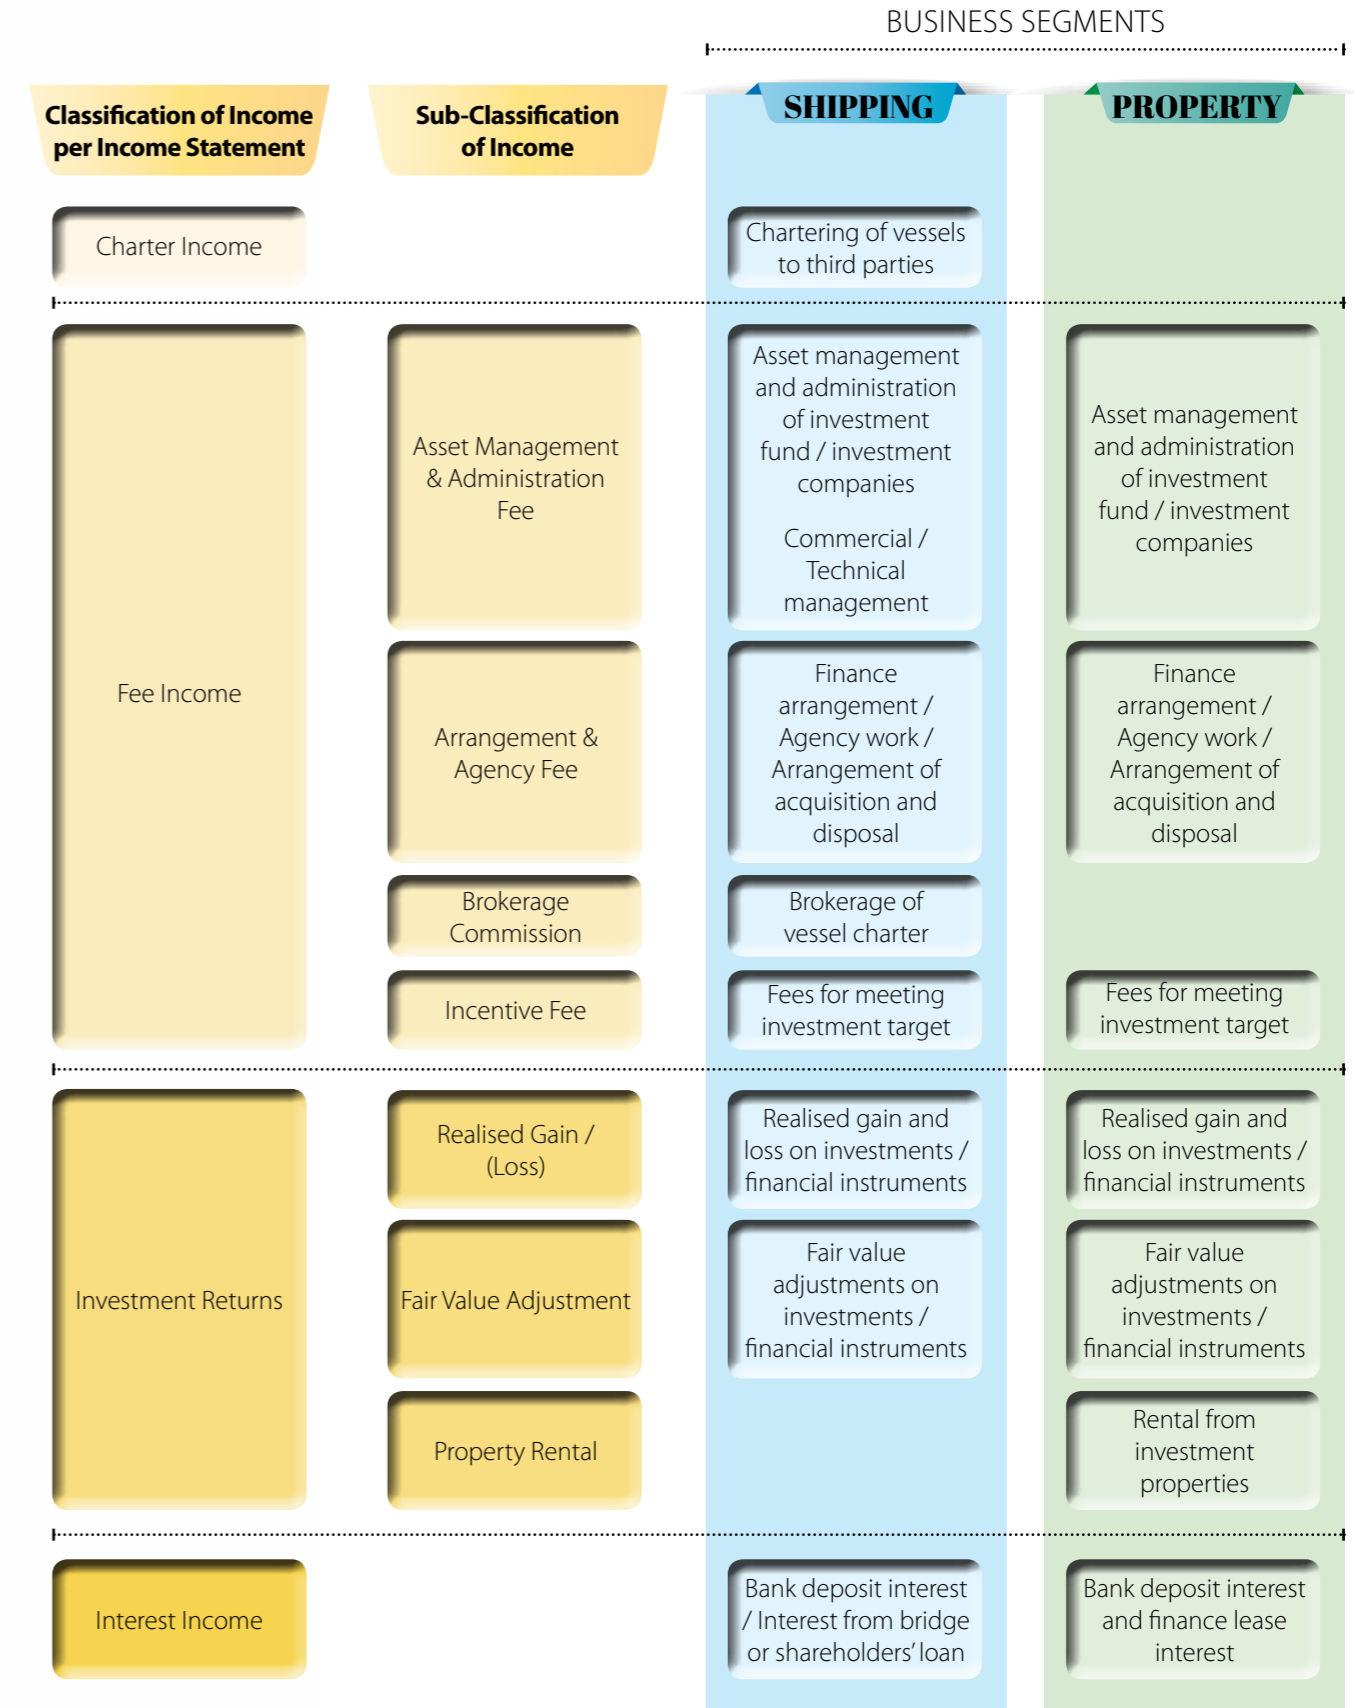 BUSINESS SEGMENTS
Classification of Income
per Income Statement
Sub-Classification
of Income
SHIPPING
PROPERTY
Charter Income
Chartering of vessels
to third parties
Fee Income
Asset Management
& Administration
Fee
Asset management
and administration
of investment
fund / investment
companies
Commercial /
Technical
management
Asset management
and administration
of investment
fund / investment
companies
Arrangement &
Agency Fee
Finance
arrangement /
Agency work /
Arrangement of
acquisition and
disposal
Finance
arrangement /
Agency work /
Arrangement of
acquisition and
disposal
Brokerage
Commission
Brokerage of
vessel charter
Incentive Fee
Fees for meeting
investment target
Fees for meeting
investment target
Investment Returns
Realised Gain /
(Loss)
Realised gain and
loss on investments /
financial instruments
Realised gain and
loss on investments /
financial instruments
Fair Value Adjustment
Fair value
adjustments on
investments /
financial instruments
Fair value
adjustments on
investments /
financial instruments
Property Rental
Rental from
investment
properties
Interest Income
Bank deposit interest
/ Interest from bridge
or shareholders’ loan
Bank deposit interest
and finance lease
interest